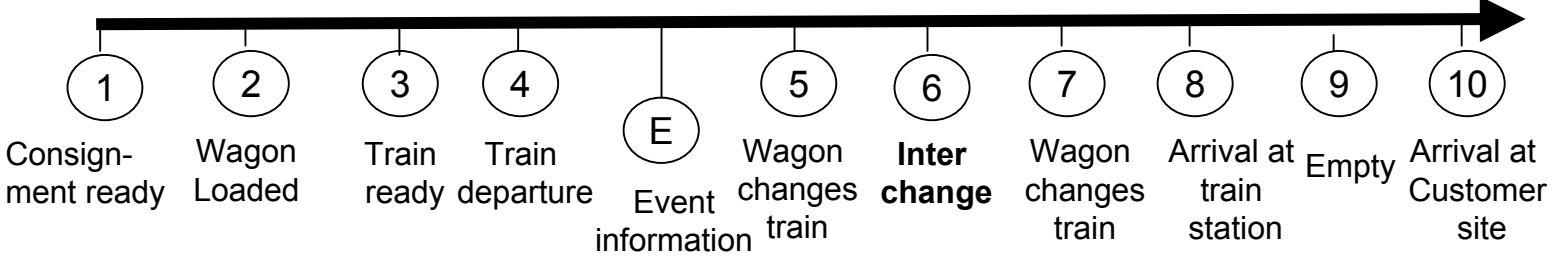 1
Consign-
ment ready
2
Wagon
Loaded
3
Train
ready
4
Train
departure
E
Event
information
5
Wagon
changes
train
6
Inter
change
7
Wagon
changes
train
8
Arrival at
train
station
9
Empty
10
Arrival at
Customer
site